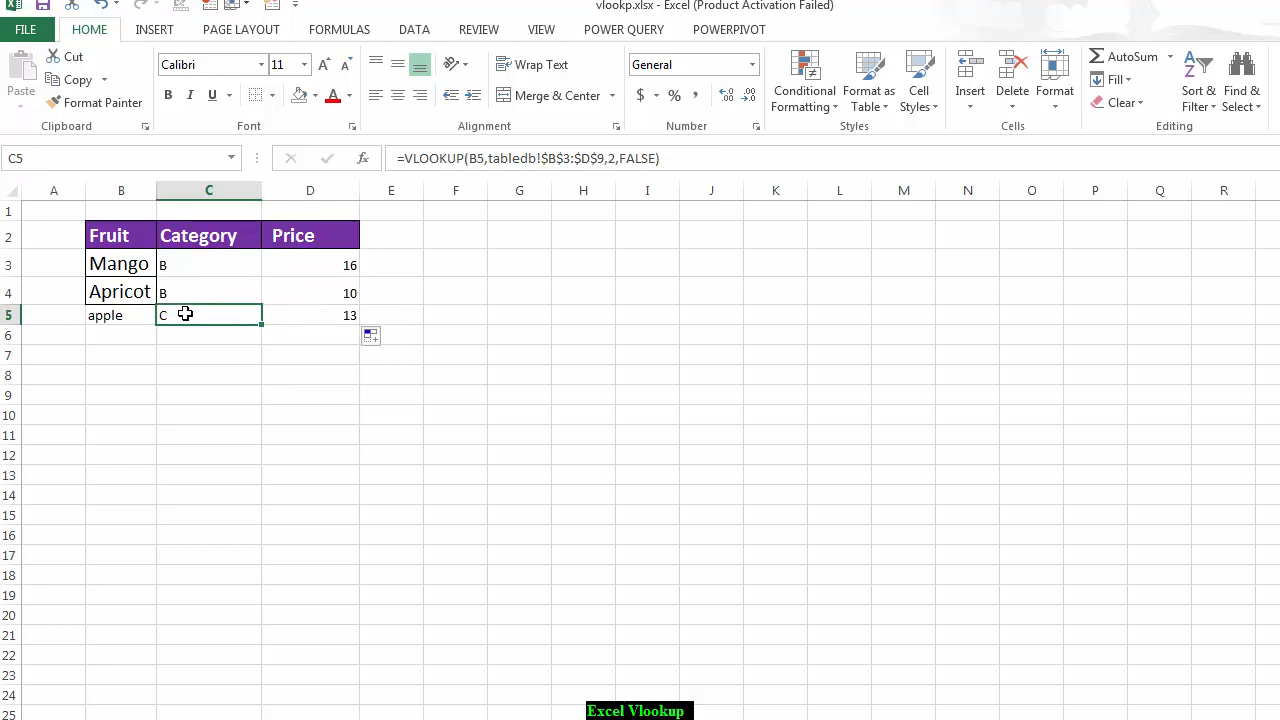 vlookp.xlsx - Excel (Product Activation Failed)
FILE HOME INSERT PAGE LAYOUT FORMULAS DATA REVIEW VIEW POWER QUERY POWERPIVOT
Paste
Cut
Copy
Format Painter
Clipboard
Calibri 11 A A
B I U A
Font
Wrap Text
Merge & Center
Alignment
General
$ % , .0 .00 .00 .0
Number
Conditional Formatting
Format as Table
Cell Styles
Styles
Insert
Delete
Format
Cells
AutoSum
Fill
Clear
Sort & Filter
Find & Select
Editing
C5 fx =VLOOKUP(B5,tabledb!$B$3:$D$9,2,FALSE)
A B C D E F G H I J K L M N O P Q R
1
2 Fruit Category Price
3 Mango B 16
4 Apricot B 10
5 apple C 13
6
7
8
9
10
11
12
13
14
15
16
17
18
19
20
21
22
23
24
25
Excel Vlookup